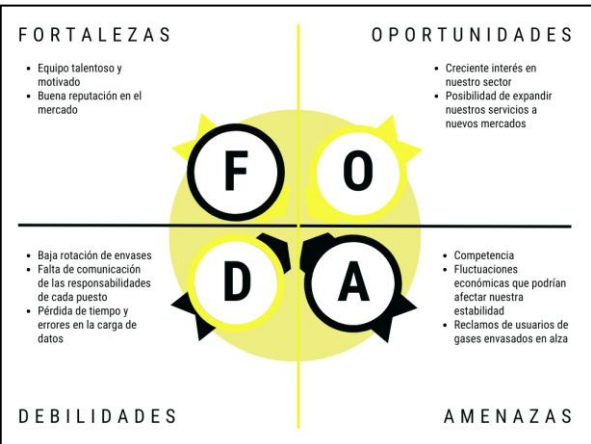 FORTALEZAS
• Equipo talentoso y
motivado
• Buena reputación en el
mercado
OPORTUNIDADES
• Creciente interés en
nuestro sector
• Posibilidad de expandir
nuestros servicios a
nuevos mercados
F
O
D
A
• Baja rotación de envases
• Falta de comunicación
de las responsabilidades
de cada puesto
• Pérdida de tiempo y
errores en la carga de
datos
• Competencia
• Fluctuaciones
económicas que podrían
afectar nuestra
estabilidad
• Reclamos de usuarios de
gases envasados en alza
DEBILIDADES
AMENAZAS